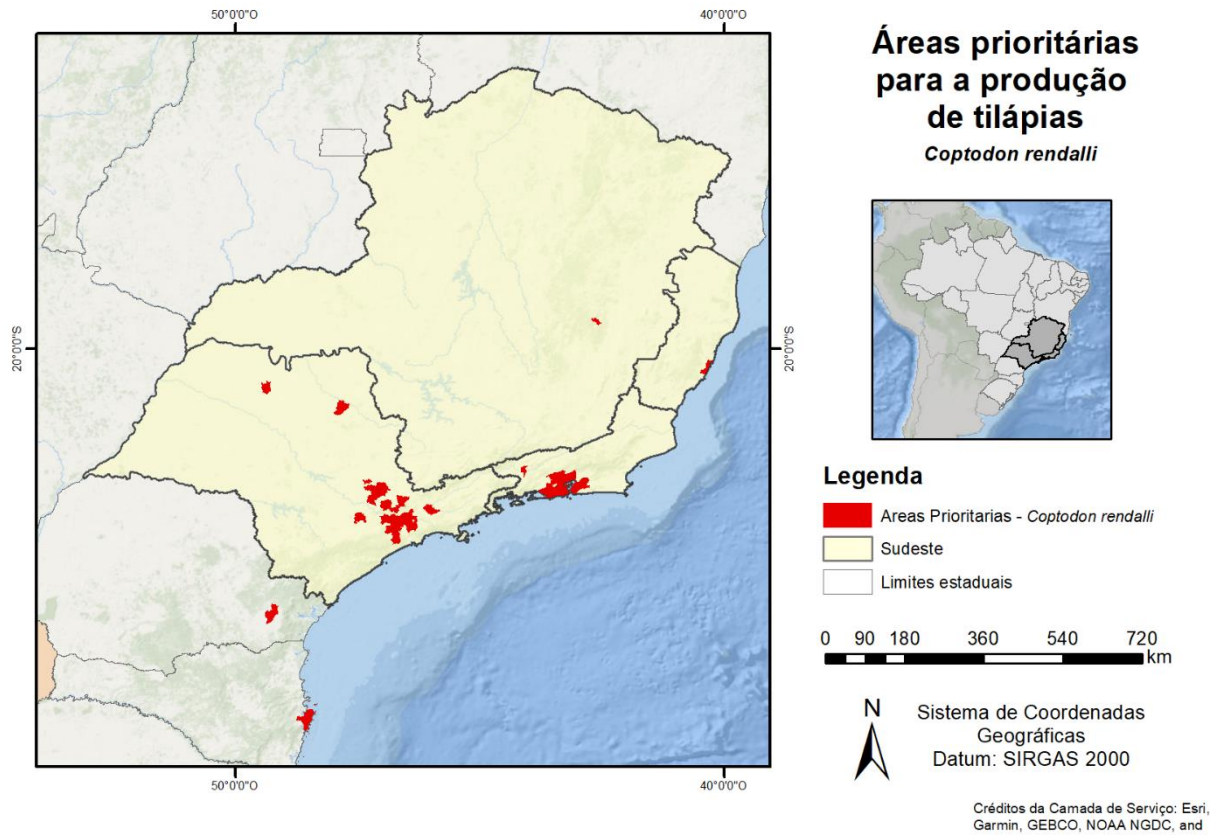 50°0'0"O
40°0'0"O
20°0'0"S
20°0'0"S
50°0'0"O
40°0'0"O
Áreas prioritárias
para a produção
de tilápias
Coptodon rendalli
Legenda
Areas Prioritarias - Coptodon rendalli
Sudeste
Limites estaduais
0 90 180 360 540 720
km
N
Sistema de Coordenadas
Geográficas
Datum: SIRGAS 2000
Créditos da Camada de Serviço: Esri,
Garmin, GEBCO, NOAA NGDC, and